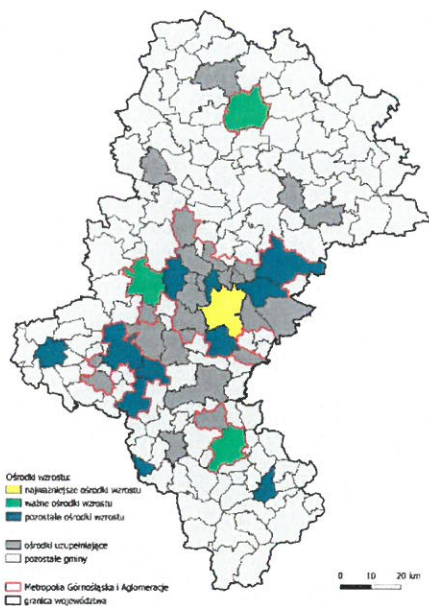 Ośrodki wzrostu:
najważniejsze ośrodki wzrostu
ważne ośrodki wzrostu
pozostałe ośrodki wzrostu
ośrodki uzupełniające
pozostałe gminy
Metropolia Górnośląska i Aglomeracje
granica województwa
0 10 20 km